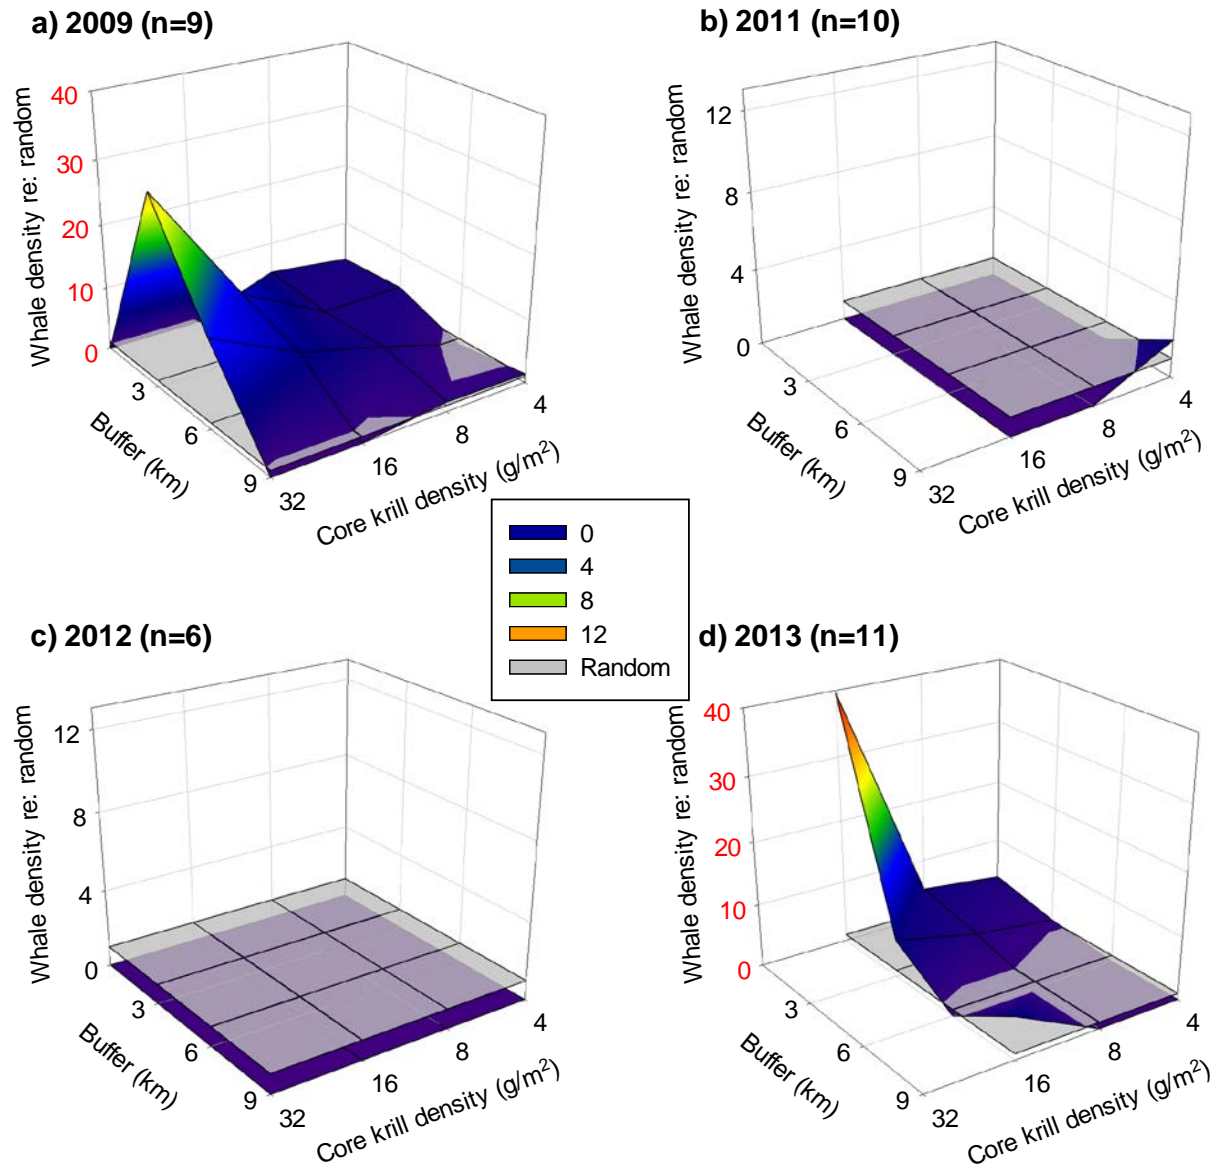 a) 2009 (n=9)
Whale density re: random
40
30
20
10
0
3
6
9
Buffer (km)
32
16
8
4
Core krill density (g/m²)
b) 2011 (n=10)
Whale density re: random
12
8
4
0
3
6
9
Buffer (km)
32
16
8
4
Core krill density (g/m²)
0
4
8
12
Random
c) 2012 (n=6)
Whale density re: random
12
8
4
0
3
6
9
Buffer (km)
32
16
8
4
Core krill density (g/m²)
d) 2013 (n=11)
Whale density re: random
40
30
20
10
0
3
6
9
Buffer (km)
32
16
8
4
Core krill density (g/m²)